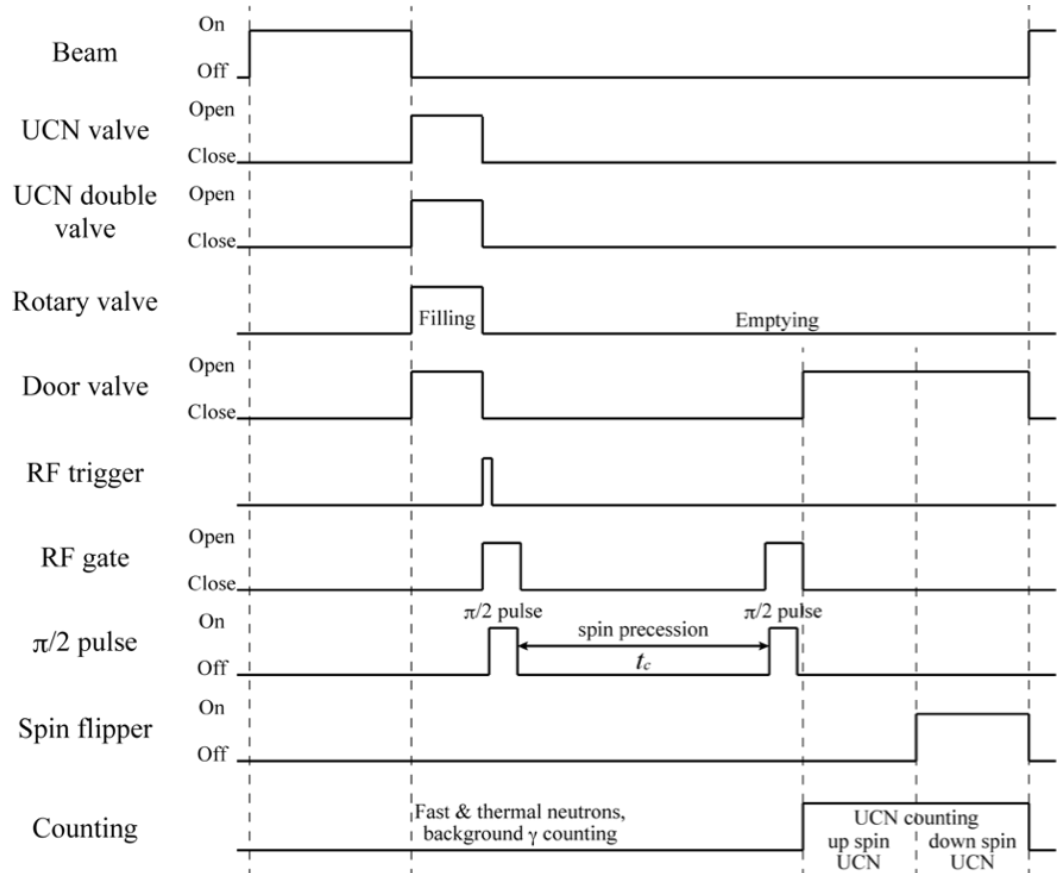 On
Beam
Off
Open
UCN valve
Close
UCN double
valve
Open
Close
Rotary valve
Filling
Emptying
Open
Door valve
Close
RF trigger
Open
RF gate
Close
π/2 pulse
π/2 pulse
On
π/2 pulse
spin precession
tc
Off
On
Spin flipper
Off
Counting
Fast & thermal neutrons,
background γ counting
UCN counting
up spin
UCN
down spin
UCN